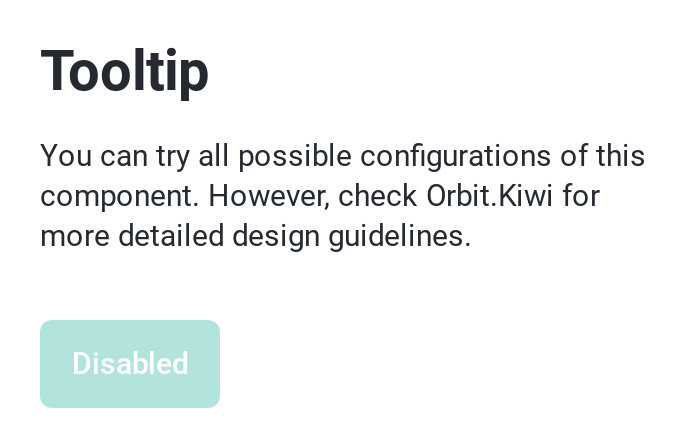 Tooltip
You can try all possible configurations of this
component. However, check Orbit.Kiwi for
more detailed design guidelines.
Disabled